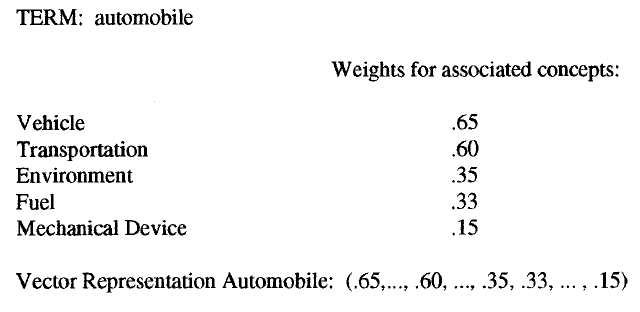 TERM: automobile
Weights for associated concepts:
Vehicle .65
Transportation .60
Environment .35
Fuel .33
Mechanical Device .15
Vector Representation Automobile: (.65,..., .60, ..., .35, .33, ... , .15)